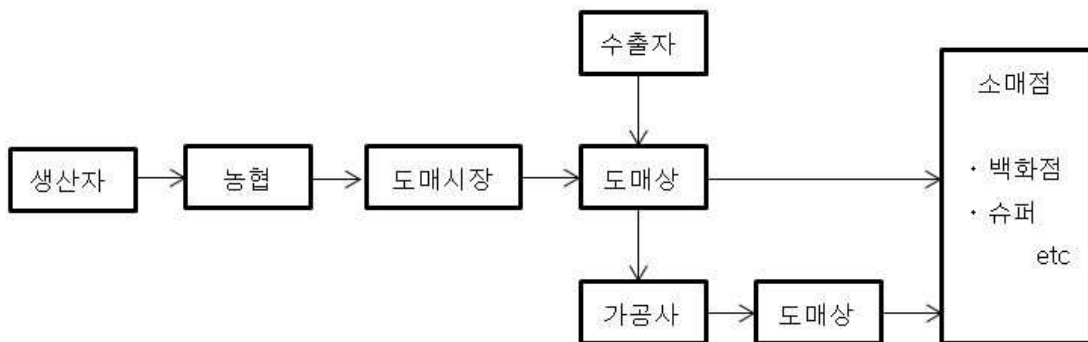 수출자
소매점
생산자
농협
도매시장
도매상
· 백화점
· 슈퍼
etc
가공사
도매상